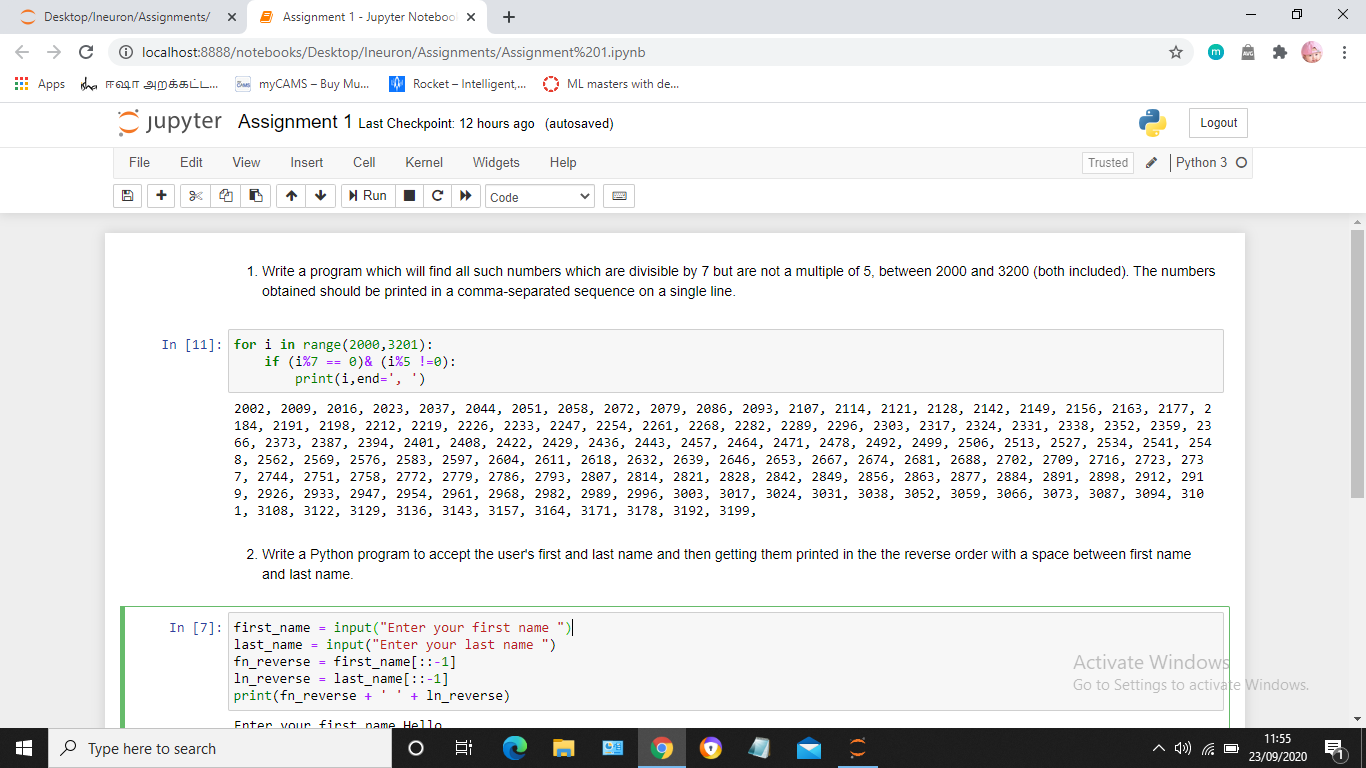 Desktop/Ineuron/Assignments/
Assignment 1 - Jupyter Noteboo
localhost:8888/notebooks/Desktop/Ineuron/Assignments/Assignment%201.ipynb
Apps
ஈஷா அறக்கட்ட...
myCAMS – Buy Mu...
Rocket – Intelligent,...
ML masters with de...
jupyter Assignment 1 Last Checkpoint: 12 hours ago (autosaved)
Logout
File Edit View Insert Cell Kernel Widgets Help
Trusted Python 3
Run Code
1. Write a program which will find all such numbers which are divisible by 7 but are not a multiple of 5, between 2000 and 3200 (both included). The numbers
obtained should be printed in a comma-separated sequence on a single line.
In [11]: for i in range(2000,3201):
if (i%7 == 0)& (i%5 !=0):
print(i,end=', ')
2002, 2009, 2016, 2023, 2037, 2044, 2051, 2058, 2072, 2079, 2086, 2093, 2107, 2114, 2121, 2128, 2142, 2149, 2156, 2163, 2177, 2
184, 2191, 2198, 2212, 2219, 2226, 2233, 2247, 2254, 2261, 2268, 2282, 2289, 2296, 2303, 2317, 2324, 2331, 2338, 2352, 2359, 23
66, 2373, 2387, 2394, 2401, 2408, 2422, 2429, 2436, 2443, 2457, 2464, 2471, 2478, 2492, 2499, 2506, 2513, 2527, 2534, 2541, 254
8, 2562, 2569, 2576, 2583, 2597, 2604, 2611, 2618, 2632, 2639, 2646, 2653, 2667, 2674, 2681, 2688, 2702, 2709, 2716, 2723, 273
7, 2744, 2751, 2758, 2772, 2779, 2786, 2793, 2807, 2814, 2821, 2828, 2842, 2849, 2856, 2863, 2877, 2884, 2891, 2898, 2912, 291
9, 2926, 2933, 2947, 2954, 2961, 2968, 2982, 2989, 2996, 3003, 3017, 3024, 3031, 3038, 3052, 3059, 3066, 3073, 3087, 3094, 310
1, 3108, 3122, 3129, 3136, 3143, 3157, 3164, 3171, 3178, 3192, 3199,
2. Write a Python program to accept the user's first and last name and then getting them printed in the the reverse order with a space between first name
and last name.
In [7]: first_name = input("Enter your first name ")
last_name = input("Enter your last name ")
fn_reverse = first_name[::-1]
ln_reverse = last_name[::-1]
print(fn_reverse + ' ' + ln_reverse)
Enter your first name Hello
Activate Windows
Go to Settings to activate Windows.
Type here to search
11:55
23/09/2020
1